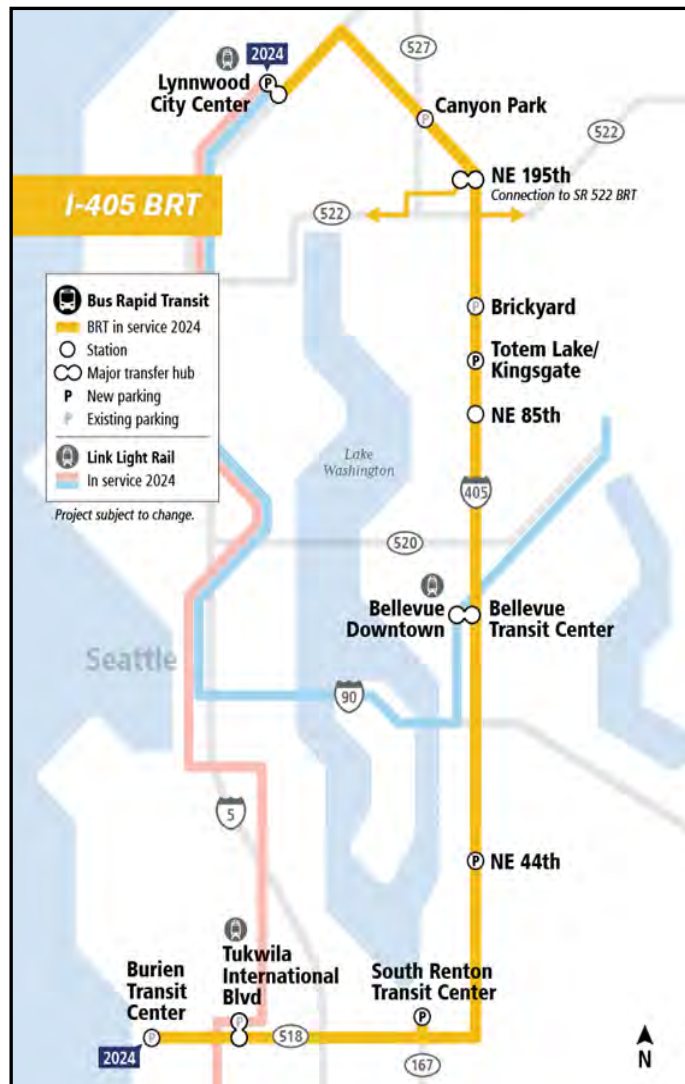 2024
527
Lynnwood
City Center
P
P
Canyon Park
522
NE 195th
Connection to SR 522 BRT
I-405 BRT
522
Bus Rapid Transit
BRT in service 2024
Station
Major transfer hub
P New parking
P Existing parking
Link Light Rail
In service 2024
Project subject to change.
P
Brickyard
P
Totem Lake/
Kingsgate
NE 85th
Lake
Washington
405
520
Bellevue
Downtown
Bellevue
Transit Center
Seattle
90
5
P
NE 44th
Burien
Transit
Center
P
2024
Tukwila
International
Blvd
P
518
South Renton
Transit Center
P
167
N